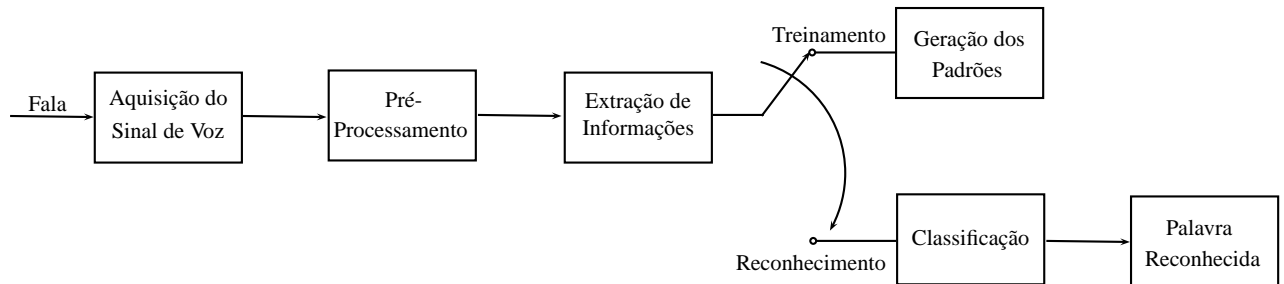 Fala
Aquisição do
Sinal de Voz
Pré-
Processamento
Extração de
Informações
Treinamento
Geração dos
Padrões
Reconhecimento
Classificação
Palavra
Reconhecida